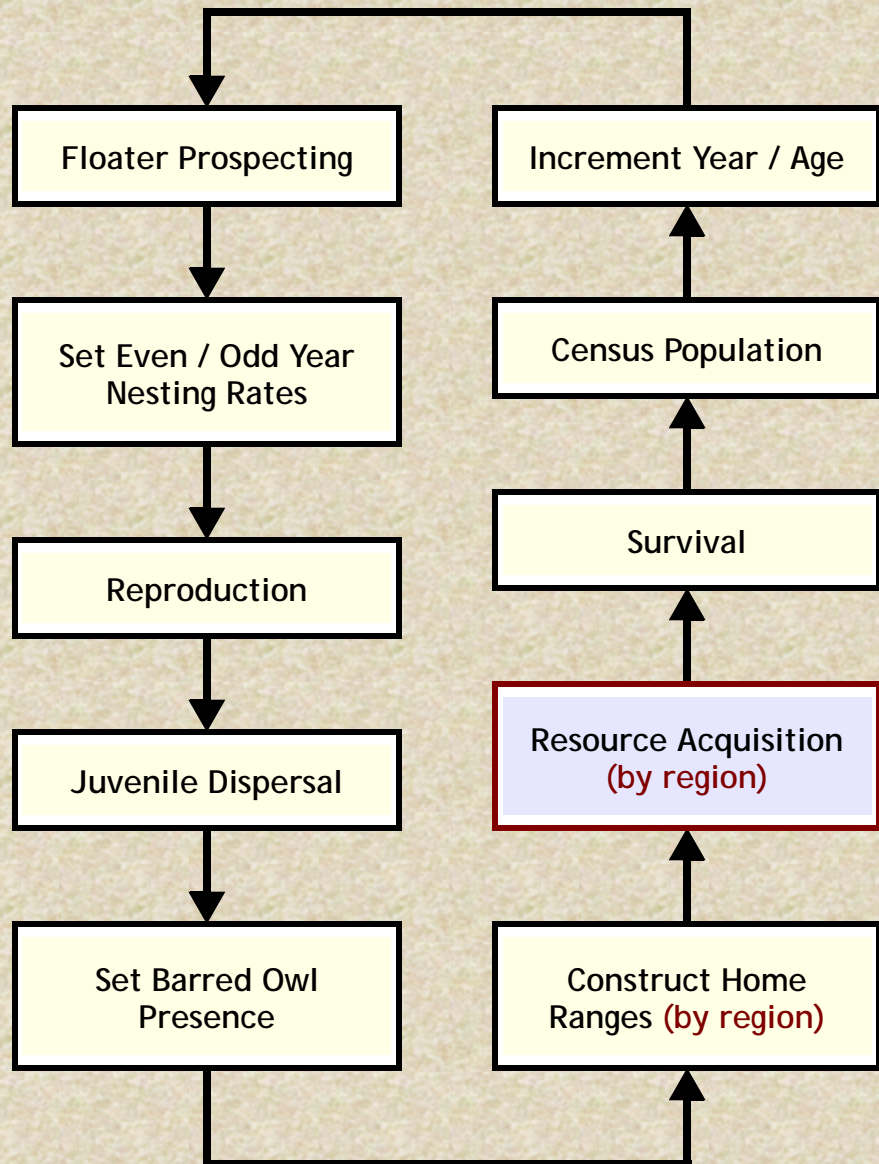 Floater Prospecting
Set Even / Odd Year
Nesting Rates
Reproduction
Juvenile Dispersal
Set Barred Owl
Presence
Construct Home
Ranges (by region)
Resource Acquisition
(by region)
Survival
Census Population
Increment Year / Age